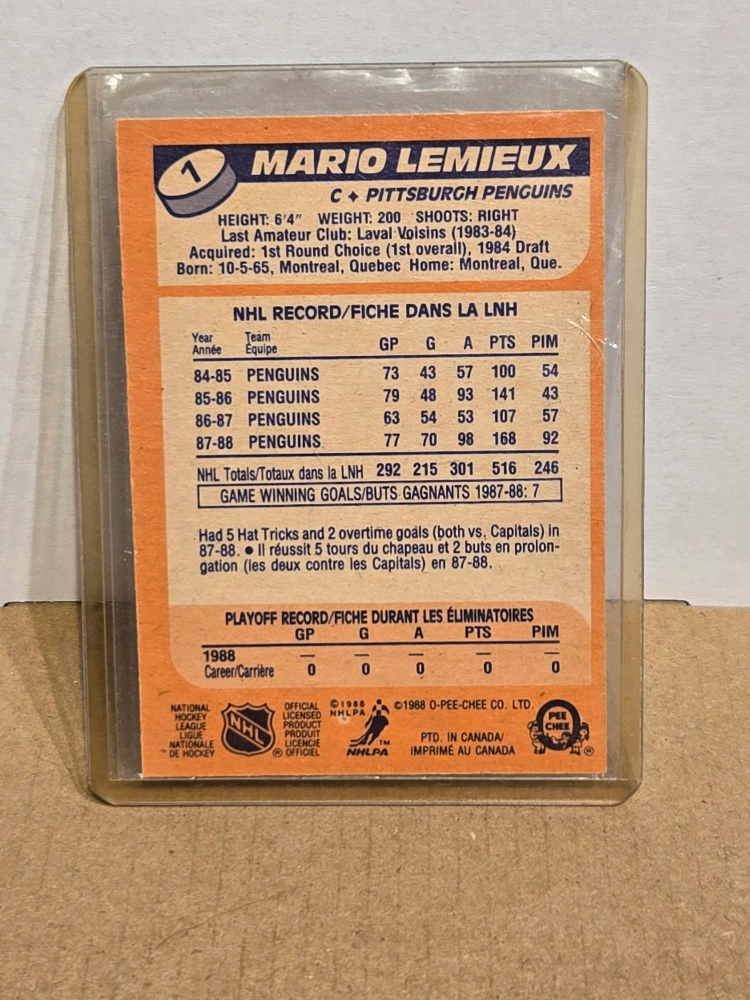 1
MARIO LEMIEUX
C ✦ PITTSBURGH PENGUINS
HEIGHT: 6'4" WEIGHT: 200 SHOOTS: RIGHT
Last Amateur Club: Laval Voisins (1983-84)
Acquired: 1st Round Choice (1st overall), 1984 Draft
Born: 10-5-65, Montreal, Quebec Home: Montreal, Que.
NHL RECORD/FICHE DANS LA LNH
Year Team
Année Équipe GP G A PTS PIM
84-85 PENGUINS 73 43 57 100 54
85-86 PENGUINS 79 48 93 141 43
86-87 PENGUINS 63 54 53 107 57
87-88 PENGUINS 77 70 98 168 92
NHL Totals/Totaux dans la LNH 292 215 301 516 246
GAME WINNING GOALS/BUTS GAGNANTS 1987-88: 7
Had 5 Hat Tricks and 2 overtime goals (both vs. Capitals) in
87-88. ● Il réussit 5 tours du chapeau et 2 buts en prolon-
gation (les deux contre les Capitals) en 87-88.
PLAYOFF RECORD/FICHE DURANT LES ÉLIMINATOIRES
GP G A PTS PIM
1988 — — — — —
Career/Carrière 0 0 0 0 0
NATIONAL
HOCKEY
LEAGUE
LIGUE
NATIONALE
DE HOCKEY
NHL
®
OFFICIAL
LICENSED
PRODUCT
PRODUIT
LICENCIE
OFFICIEL
©1988
NHLPA
TM
NHLPA
©1988 O-PEE-CHEE CO. LTD.
PTD. IN CANADA/
IMPRIMÉ AU CANADA
PEE
CHEE
®